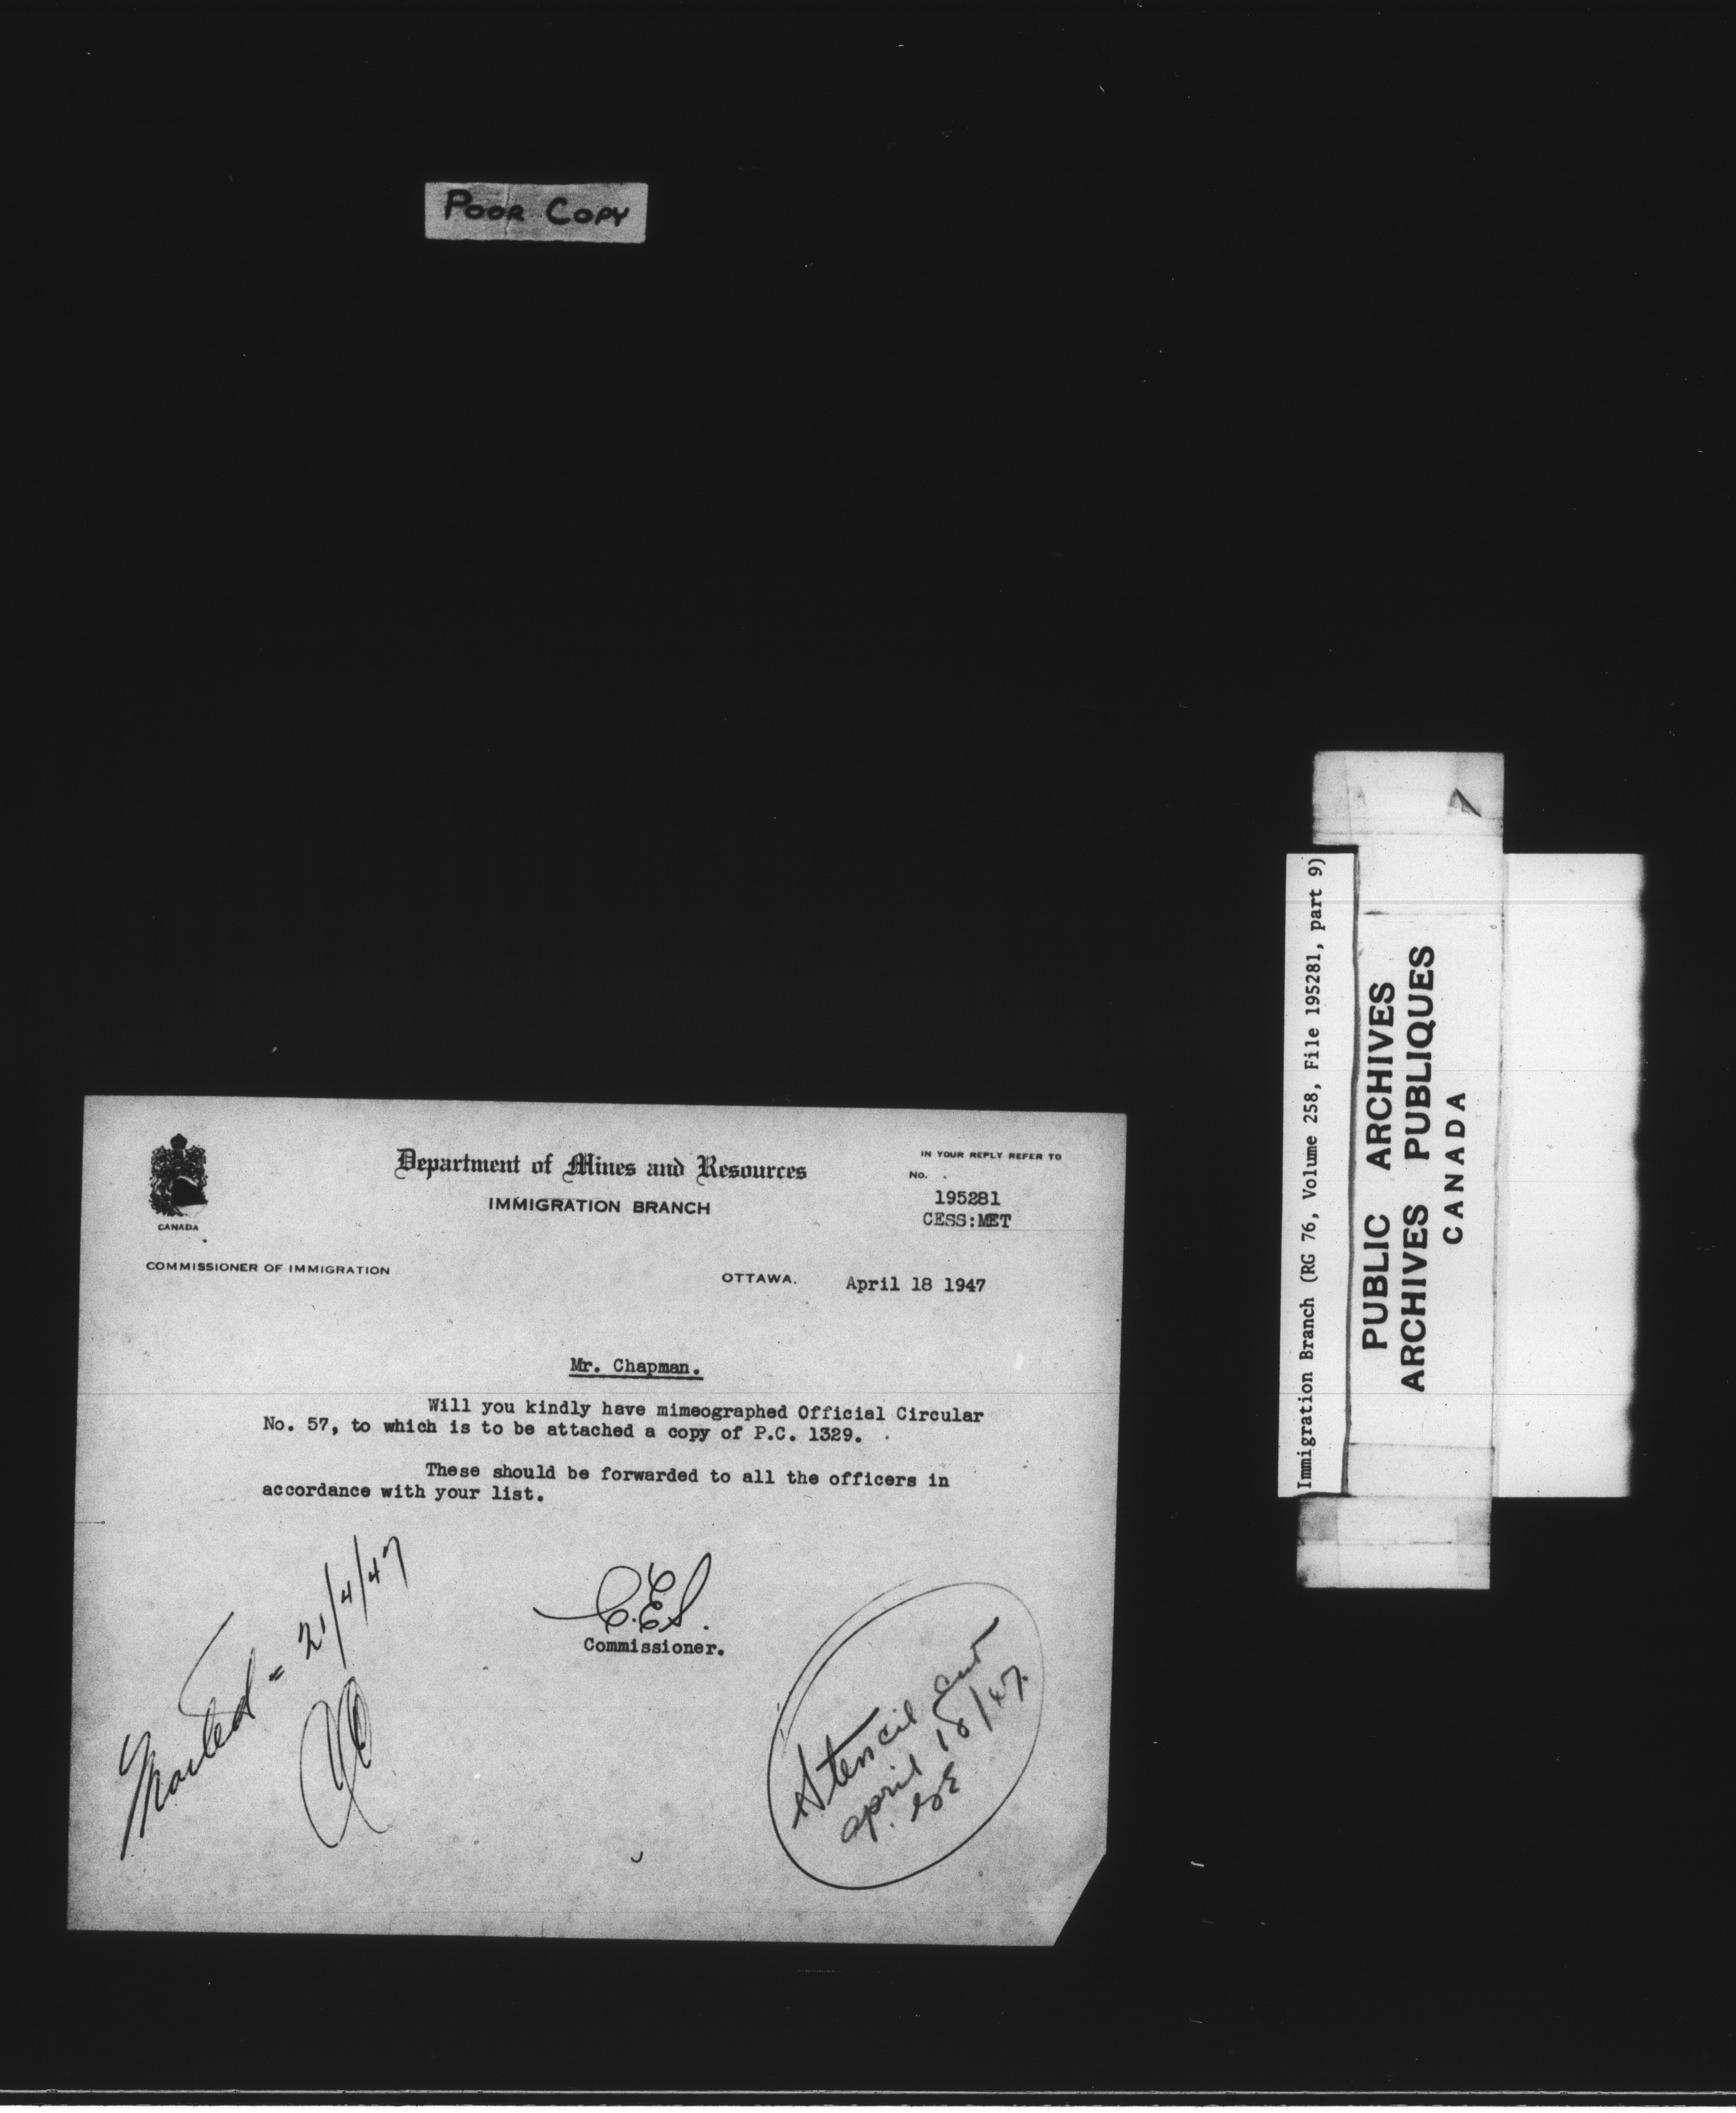 POOR COPY
CANADA
Department of Mines and Resources
IMMIGRATION BRANCH
IN YOUR REPLY REFER TO
No.
195281
CESS:MET
COMMISSIONER OF IMMIGRATION
OTTAWA.
April 18 1947
Mr. Chapman.
Will you kindly have mimeographed Official Circular
No. 57, to which is to be attached a copy of P.C. 1329.
These should be forwarded to all the officers in
accordance with your list.
C.E.S.
Commissioner.
Mailed = 21/4/47
Stencil cut
april 18/47.
Immigration Branch (RG 76, Volume 258, File 195281, part 9)
PUBLIC ARCHIVES
ARCHIVES PUBLIQUES
CANADA